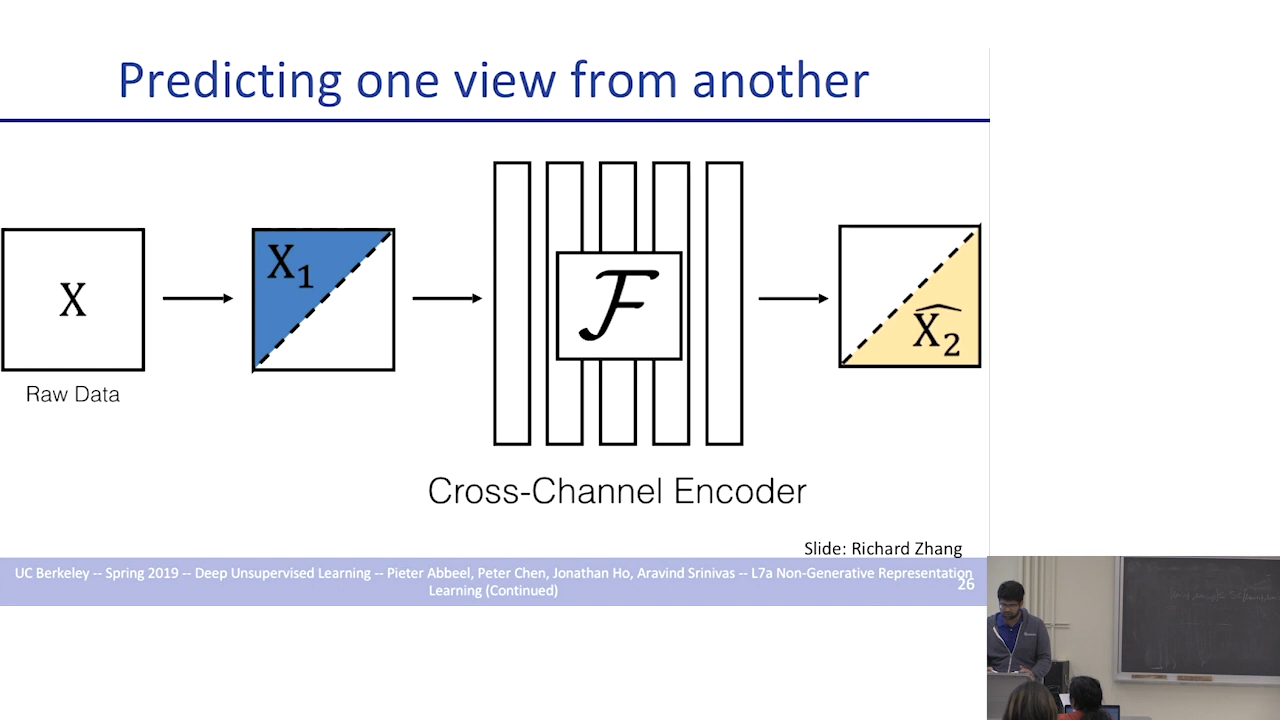 Predicting one view from another
X
Raw Data
X₁
ℱ
X̂₂
Cross-Channel Encoder
Slide: Richard Zhang
UC Berkeley -- Spring 2019 -- Deep Unsupervised Learning -- Pieter Abbeel, Peter Chen, Jonathan Ho, Aravind Srinivas -- L7a Non-Generative Representation
Learning (Continued)
26